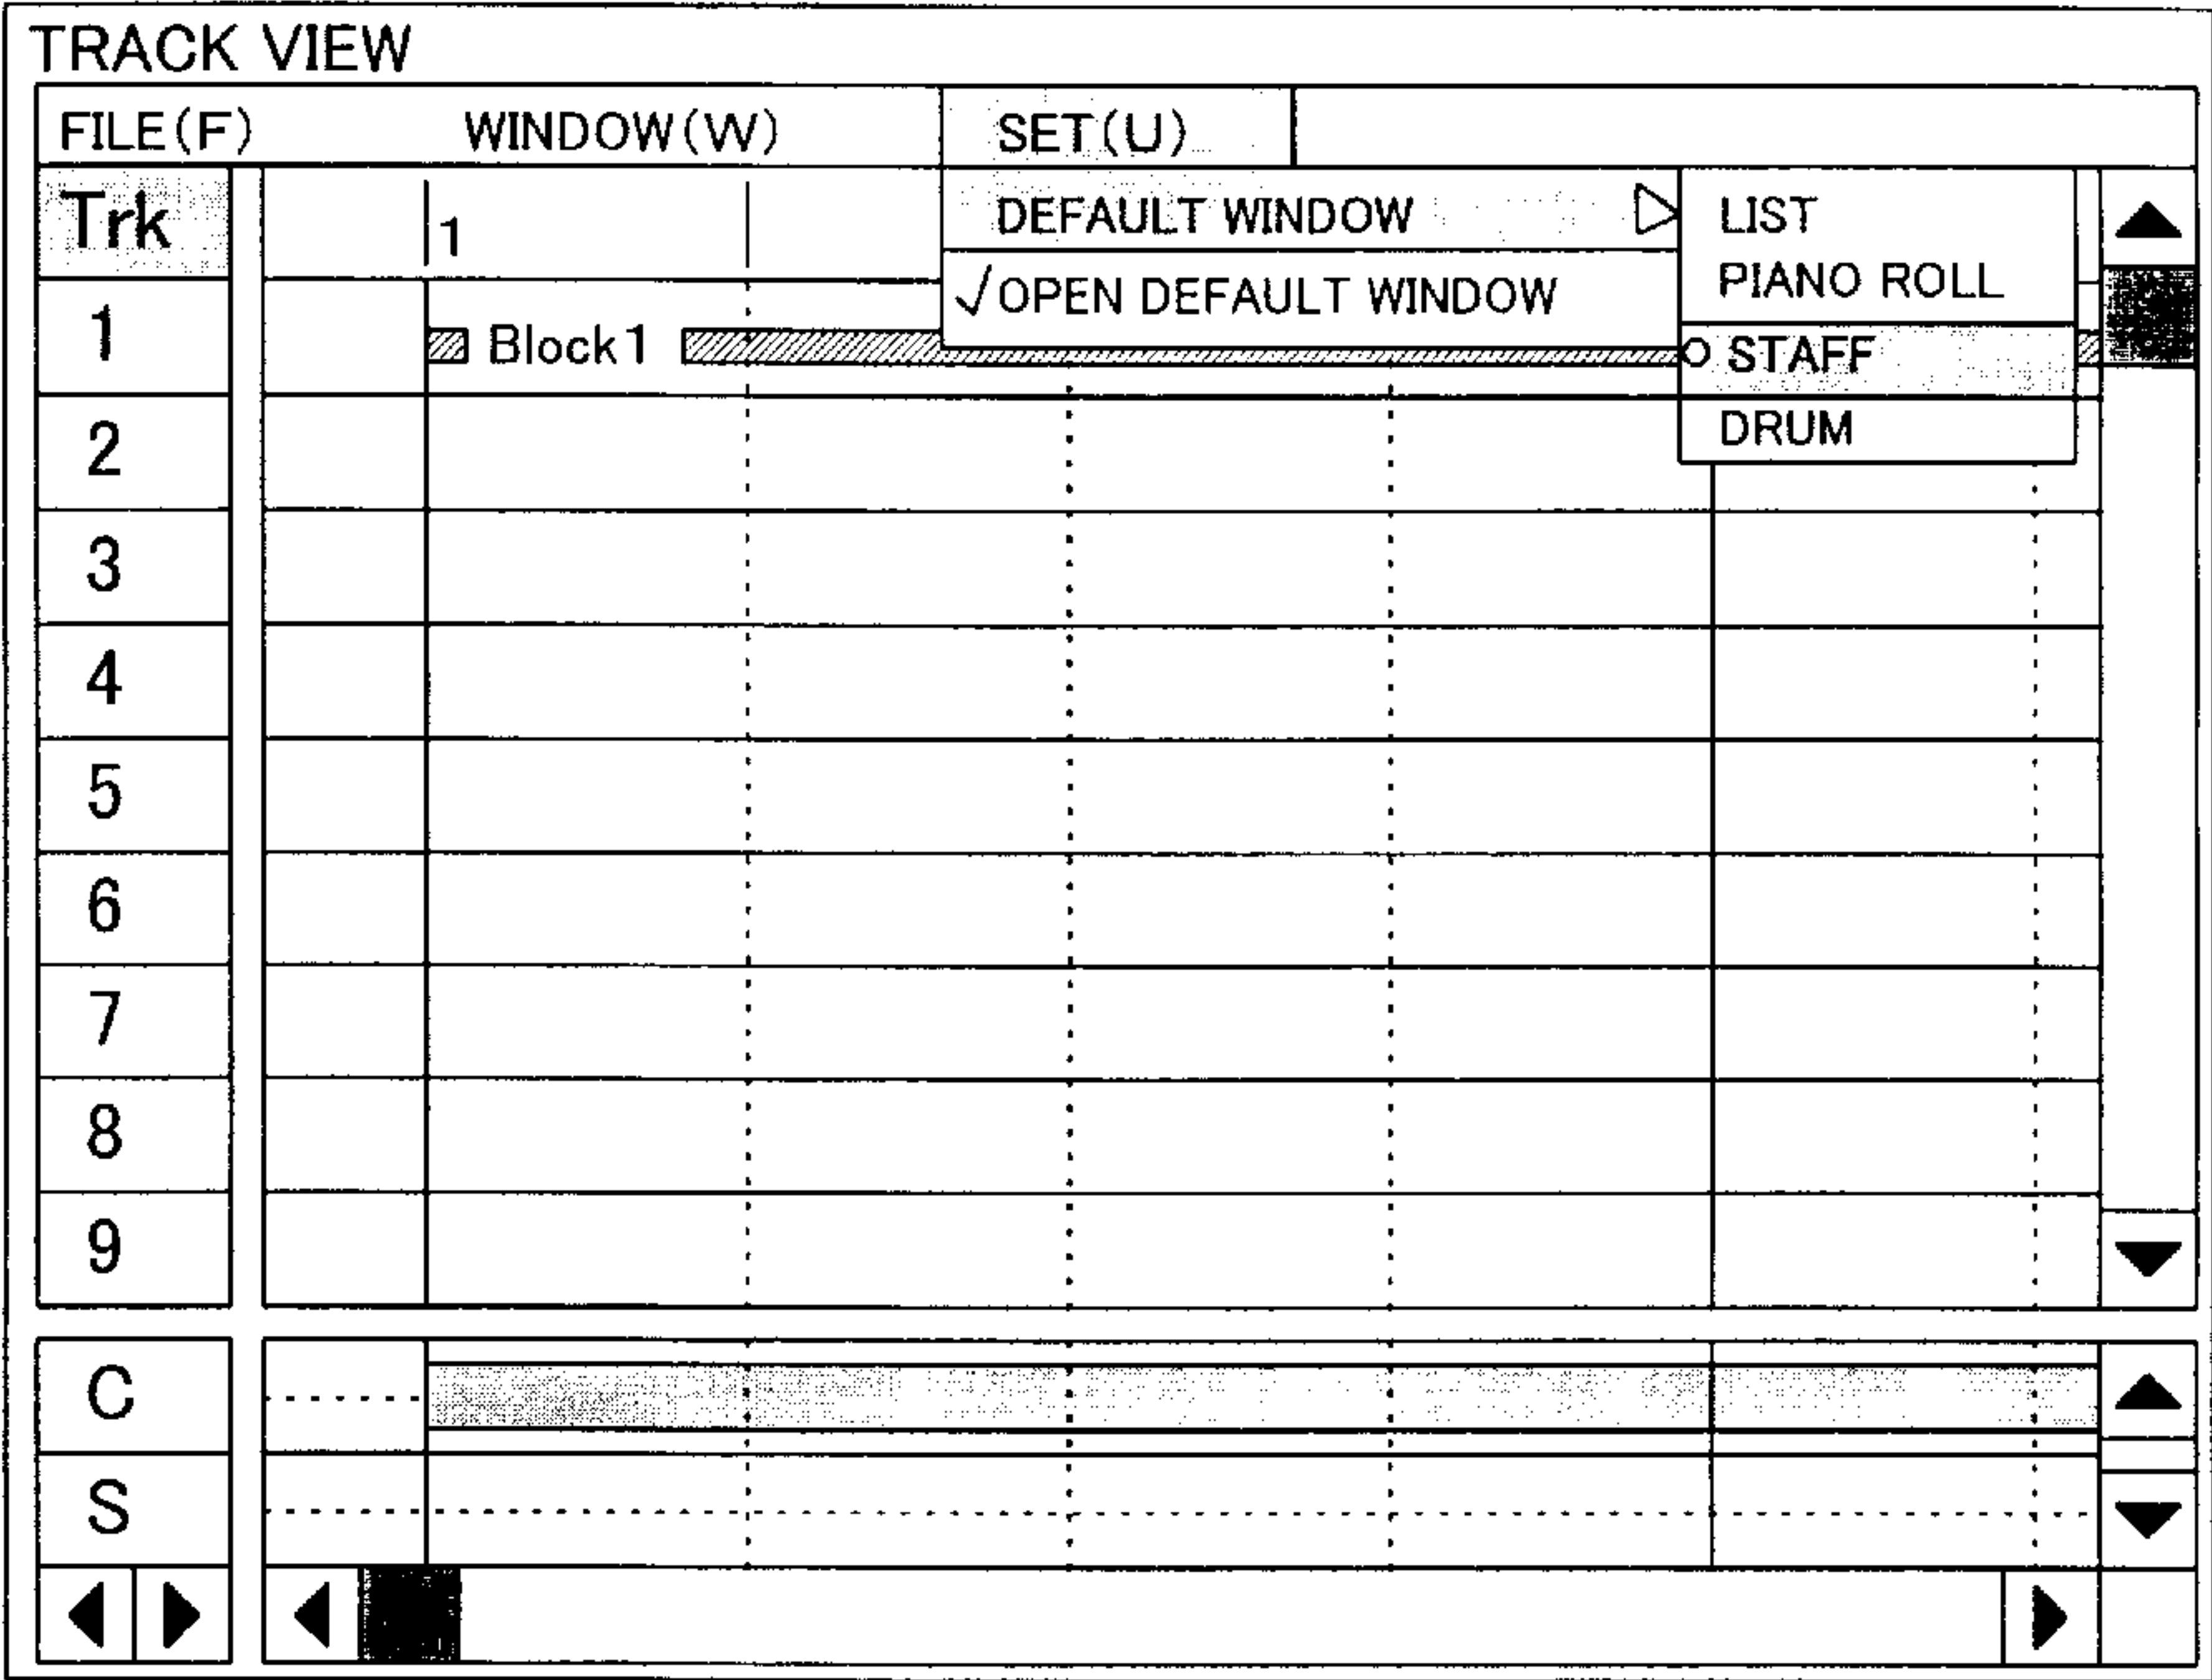 TRACK VIEW
FILE(F) WINDOW(W) SET(U)
Trk 1 DEFAULT WINDOW LIST
PIANO ROLL
1 Block1 √OPEN DEFAULT WINDOW
STAFF
2 DRUM
3
4
5
6
7
8
9
C
S